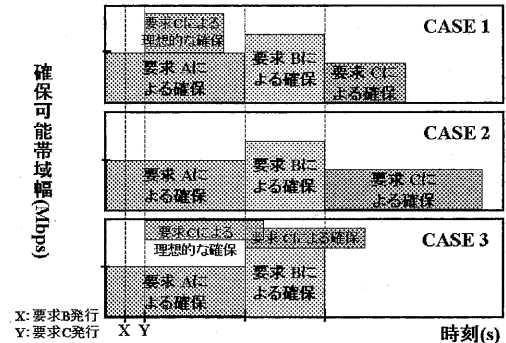 確保可能帯域幅(Mbps)
CASE 1
要求Cによる
理想的な確保
要求Aに
よる確保
要求Bに
よる確保
要求Cに
よる確保
CASE 2
要求Aに
よる確保
要求Bに
よる確保
要求Cに
よる確保
CASE 3
要求Cによる
理想的な確保
要求Cによる確保
要求Aに
よる確保
要求Bに
よる確保
X:要求B発行
Y:要求C発行
X Y
時刻(s)